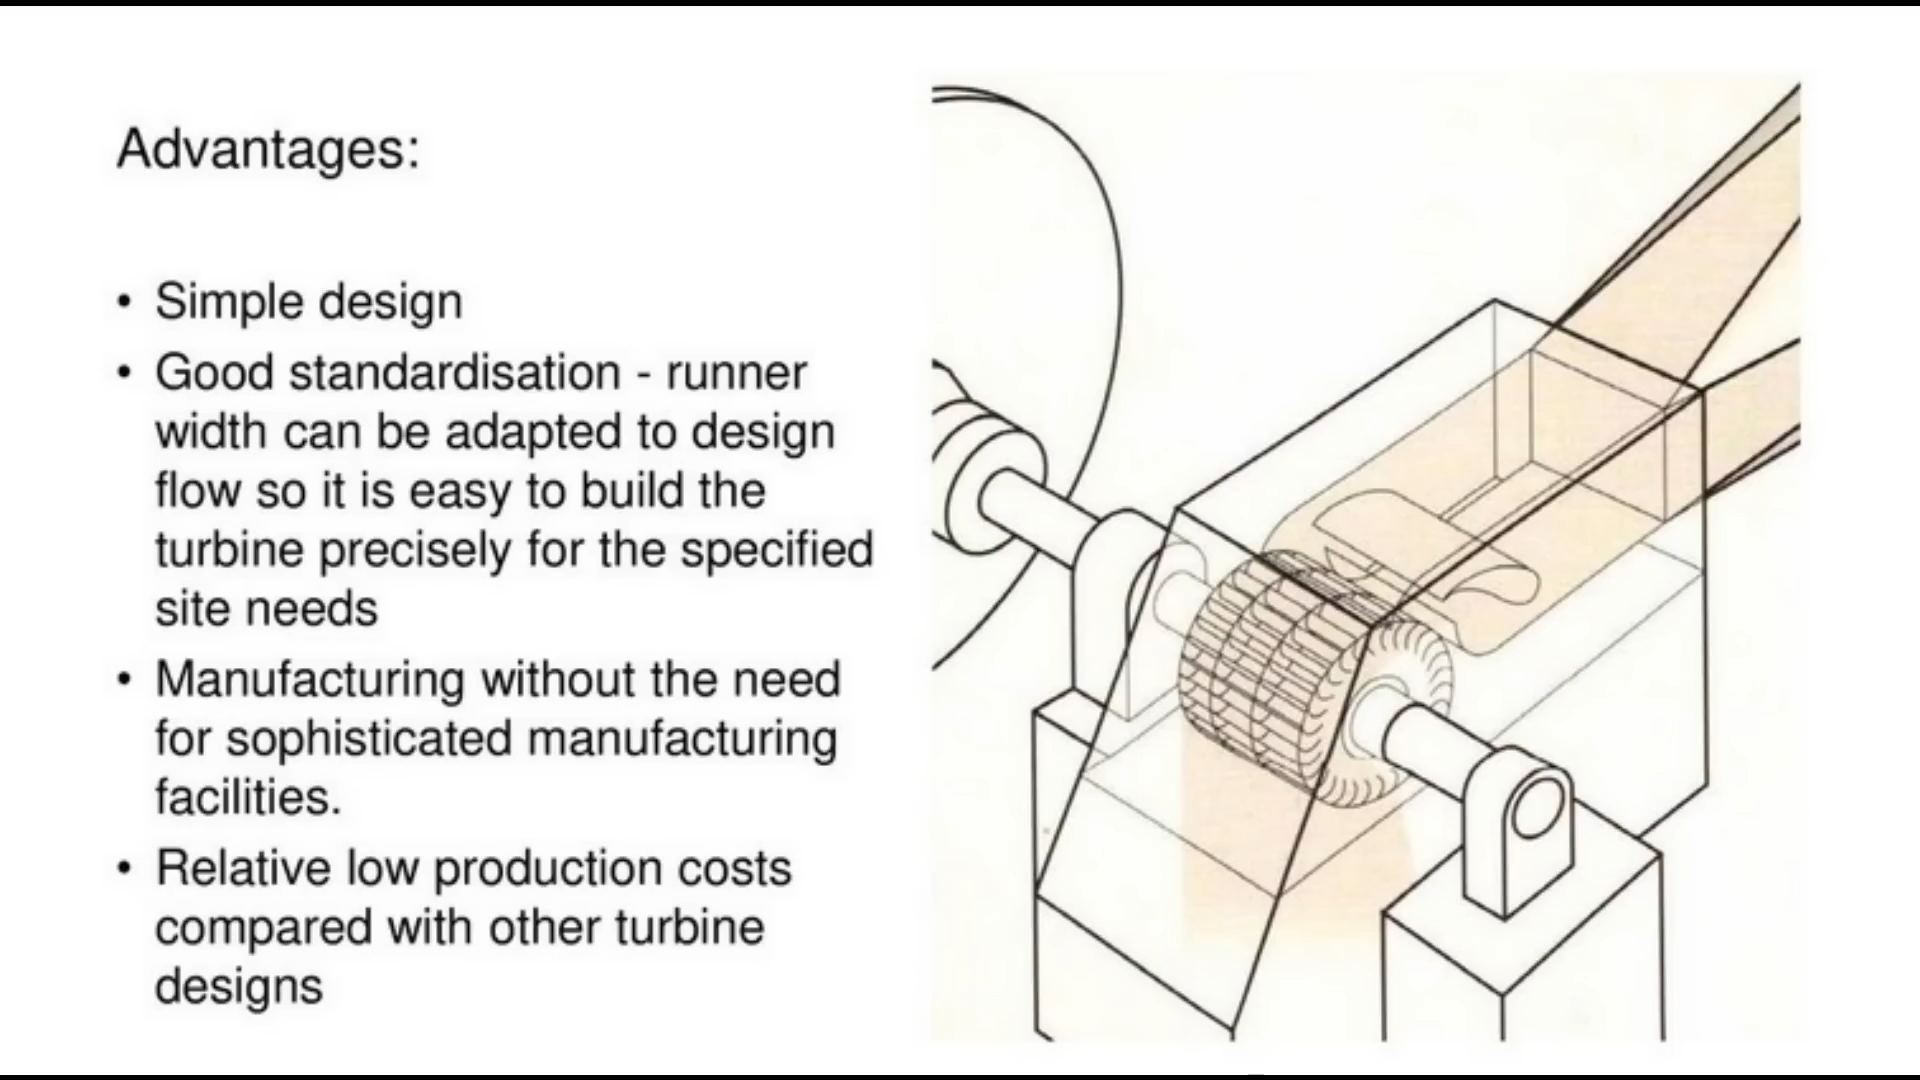 Advantages:
• Simple design
• Good standardisation - runner
width can be adapted to design
flow so it is easy to build the
turbine precisely for the specified
site needs
• Manufacturing without the need
for sophisticated manufacturing
facilities.
• Relative low production costs
compared with other turbine
designs